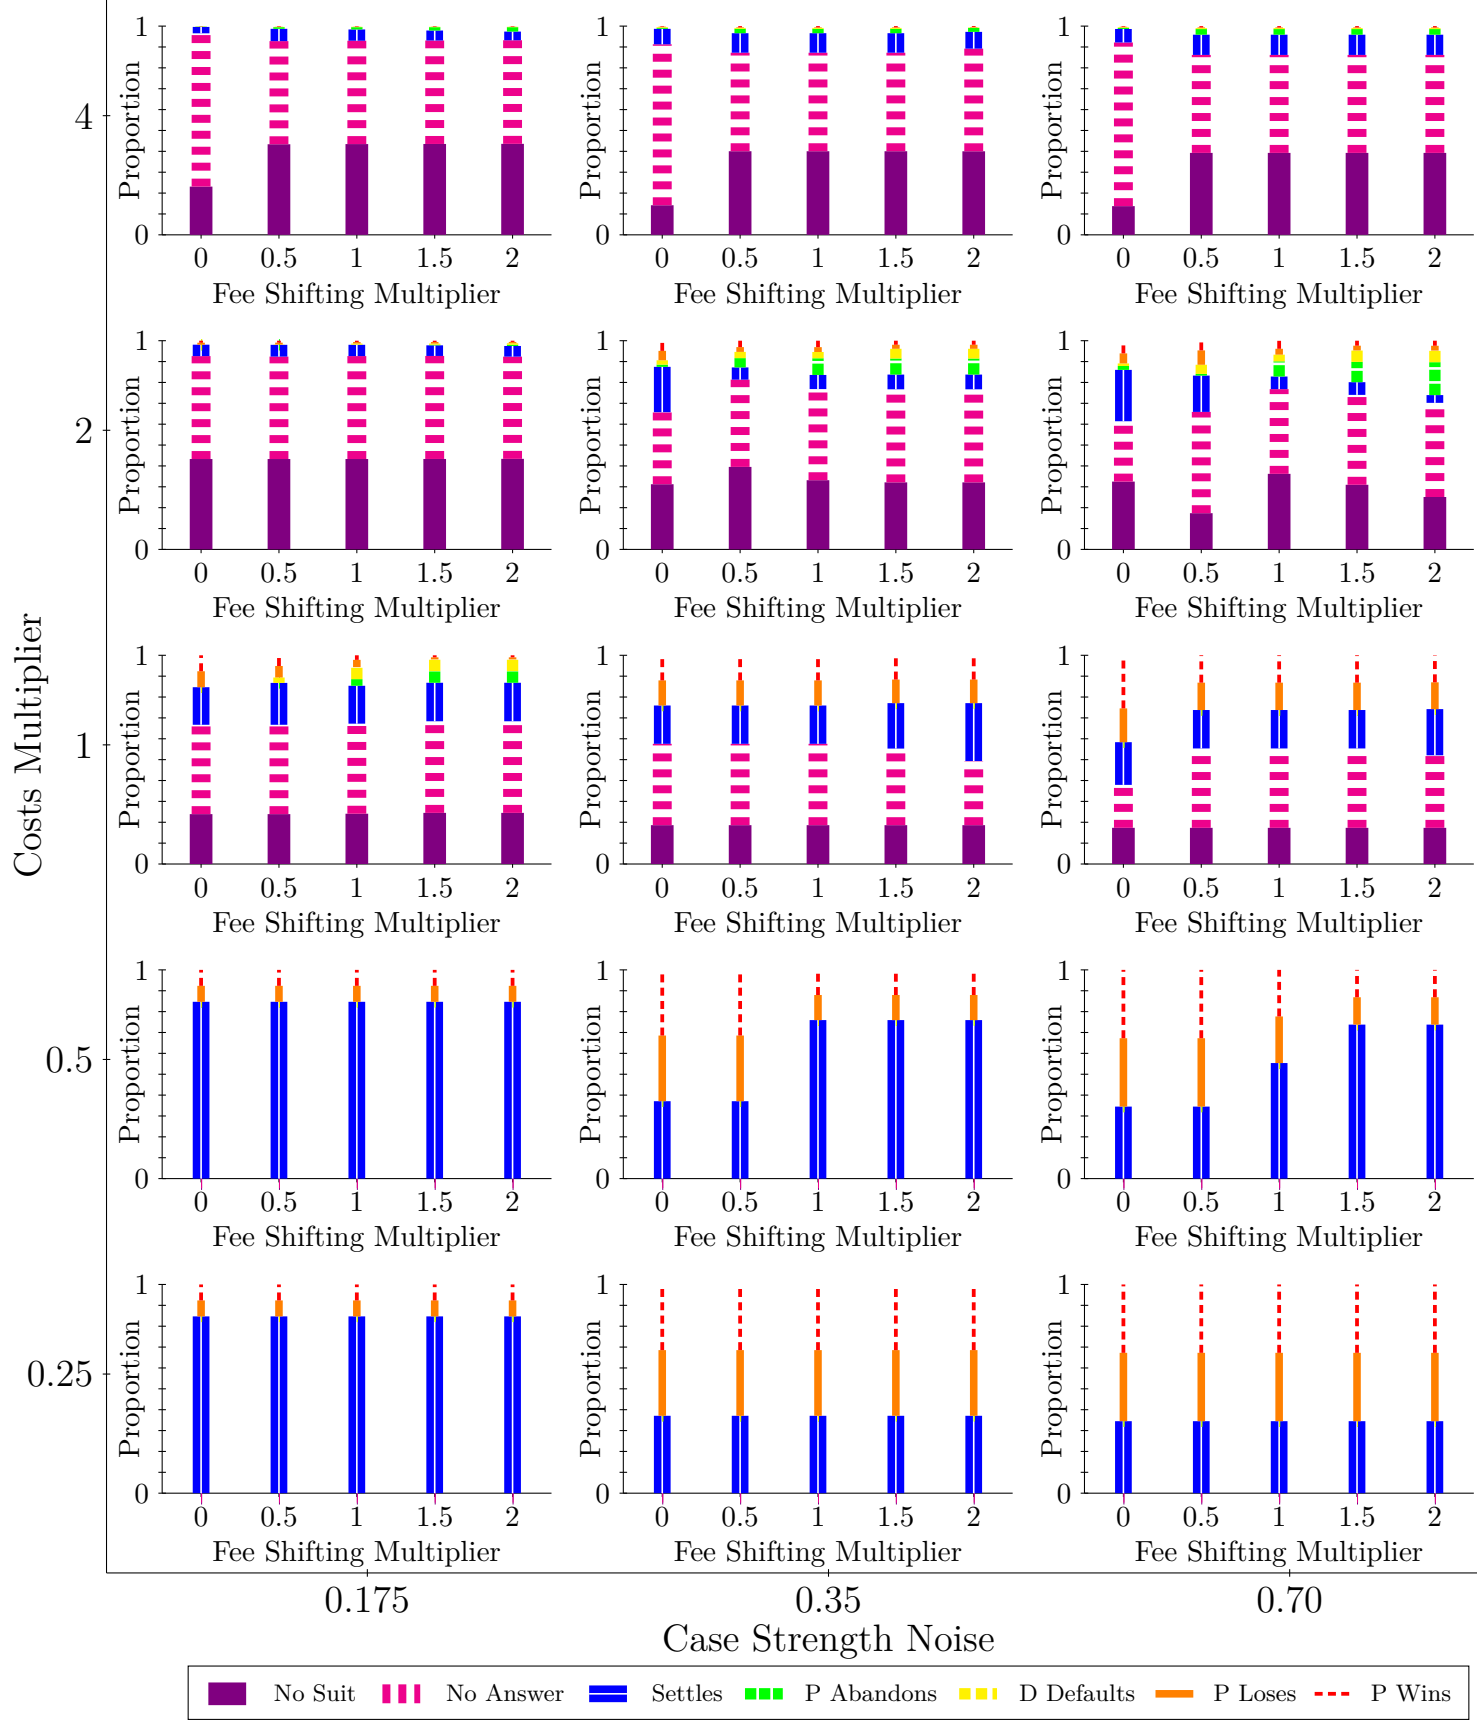 4
Proportion
1
0
0 0.5 1 1.5 2
Fee Shifting Multiplier
Proportion
1
0
0 0.5 1 1.5 2
Fee Shifting Multiplier
Proportion
1
0
0 0.5 1 1.5 2
Fee Shifting Multiplier
2
Proportion
1
0
0 0.5 1 1.5 2
Fee Shifting Multiplier
Proportion
1
0
0 0.5 1 1.5 2
Fee Shifting Multiplier
Proportion
1
0
0 0.5 1 1.5 2
Fee Shifting Multiplier
Costs Multiplier
1
Proportion
1
0
0 0.5 1 1.5 2
Fee Shifting Multiplier
Proportion
1
0
0 0.5 1 1.5 2
Fee Shifting Multiplier
Proportion
1
0
0 0.5 1 1.5 2
Fee Shifting Multiplier
0.5
Proportion
1
0
0 0.5 1 1.5 2
Fee Shifting Multiplier
Proportion
1
0
0 0.5 1 1.5 2
Fee Shifting Multiplier
Proportion
1
0
0 0.5 1 1.5 2
Fee Shifting Multiplier
0.25
Proportion
1
0
0 0.5 1 1.5 2
Fee Shifting Multiplier
Proportion
1
0
0 0.5 1 1.5 2
Fee Shifting Multiplier
Proportion
1
0
0 0.5 1 1.5 2
Fee Shifting Multiplier
0.175 0.35 0.70
Case Strength Noise
No Suit No Answer Settles P Abandons D Defaults P Loses P Wins